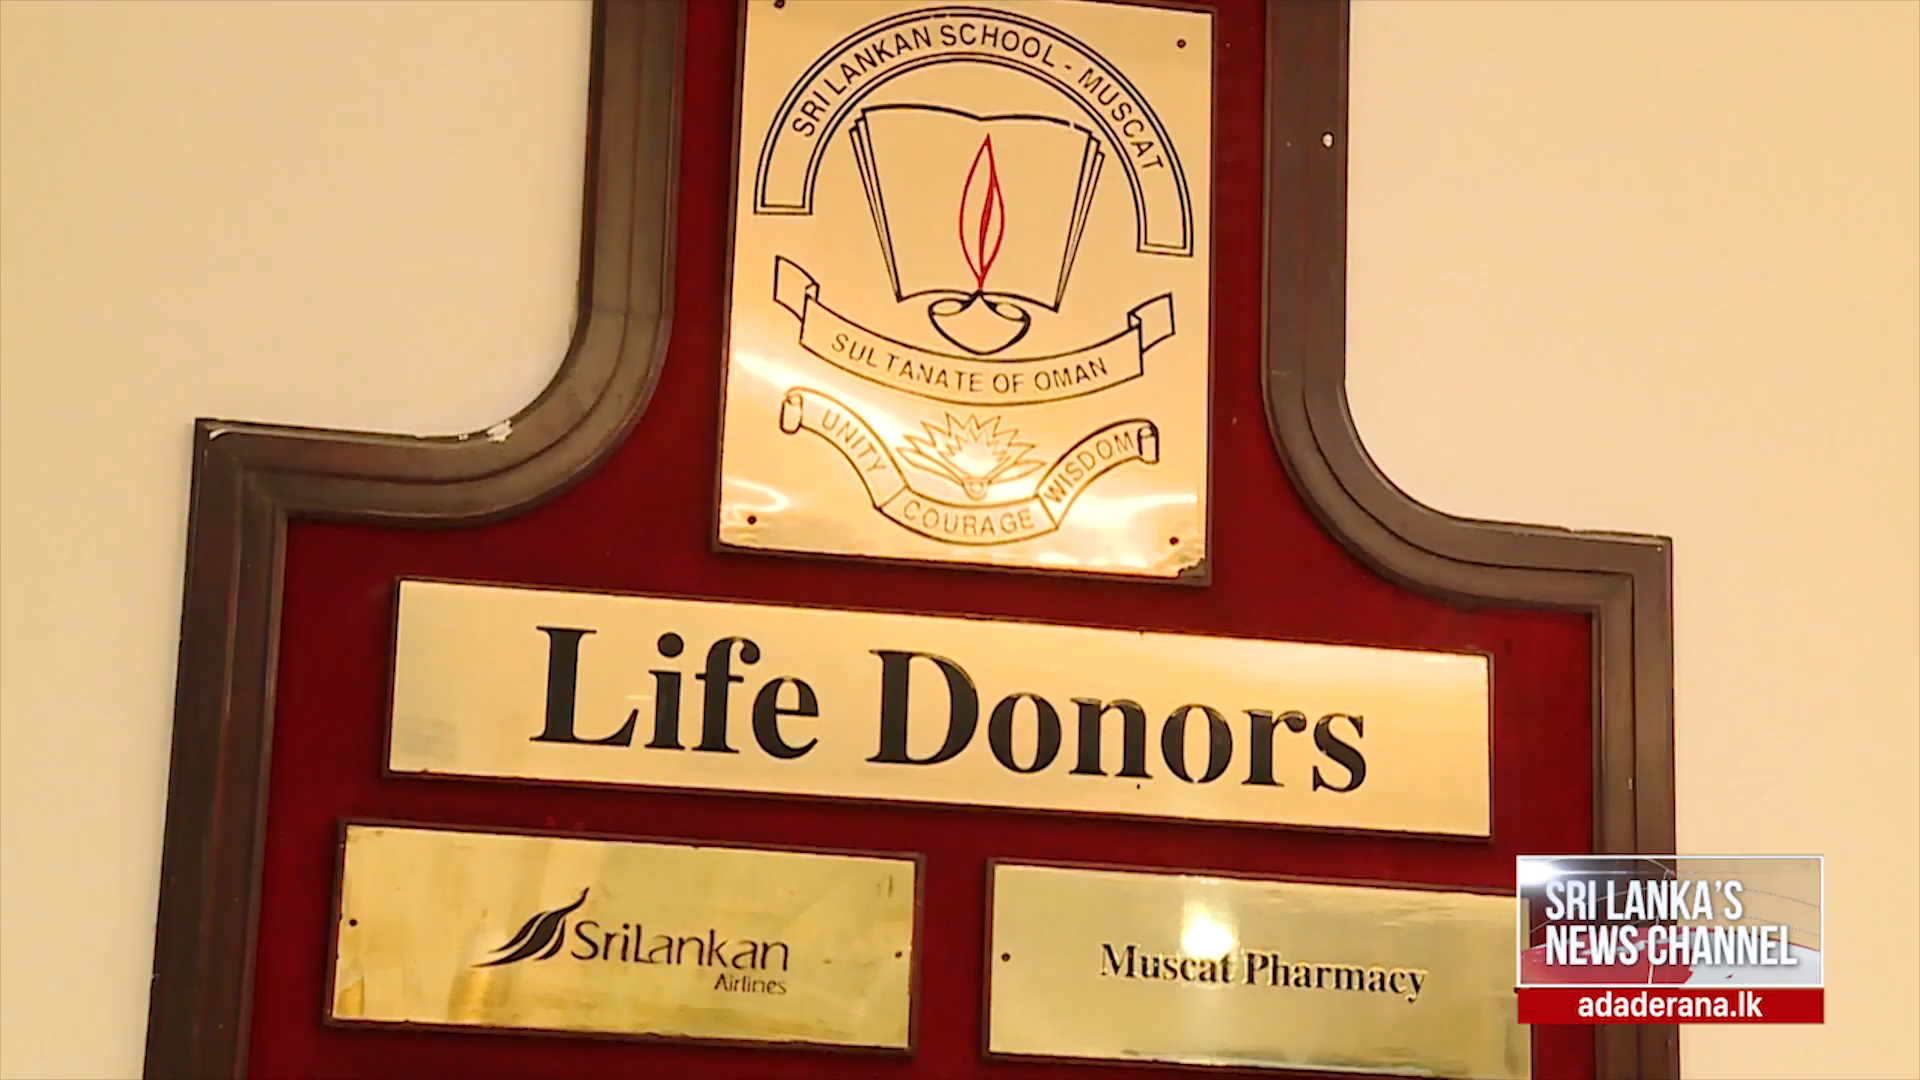 SRI LANKAN SCHOOL - MUSCAT
SULTANATE OF OMAN
UNITY COURAGE WISDOM
Life Donors
SriLankan
Airlines
Muscat Pharmacy
SRI LANKA'S
NEWS CHANNEL
adaderana.lk